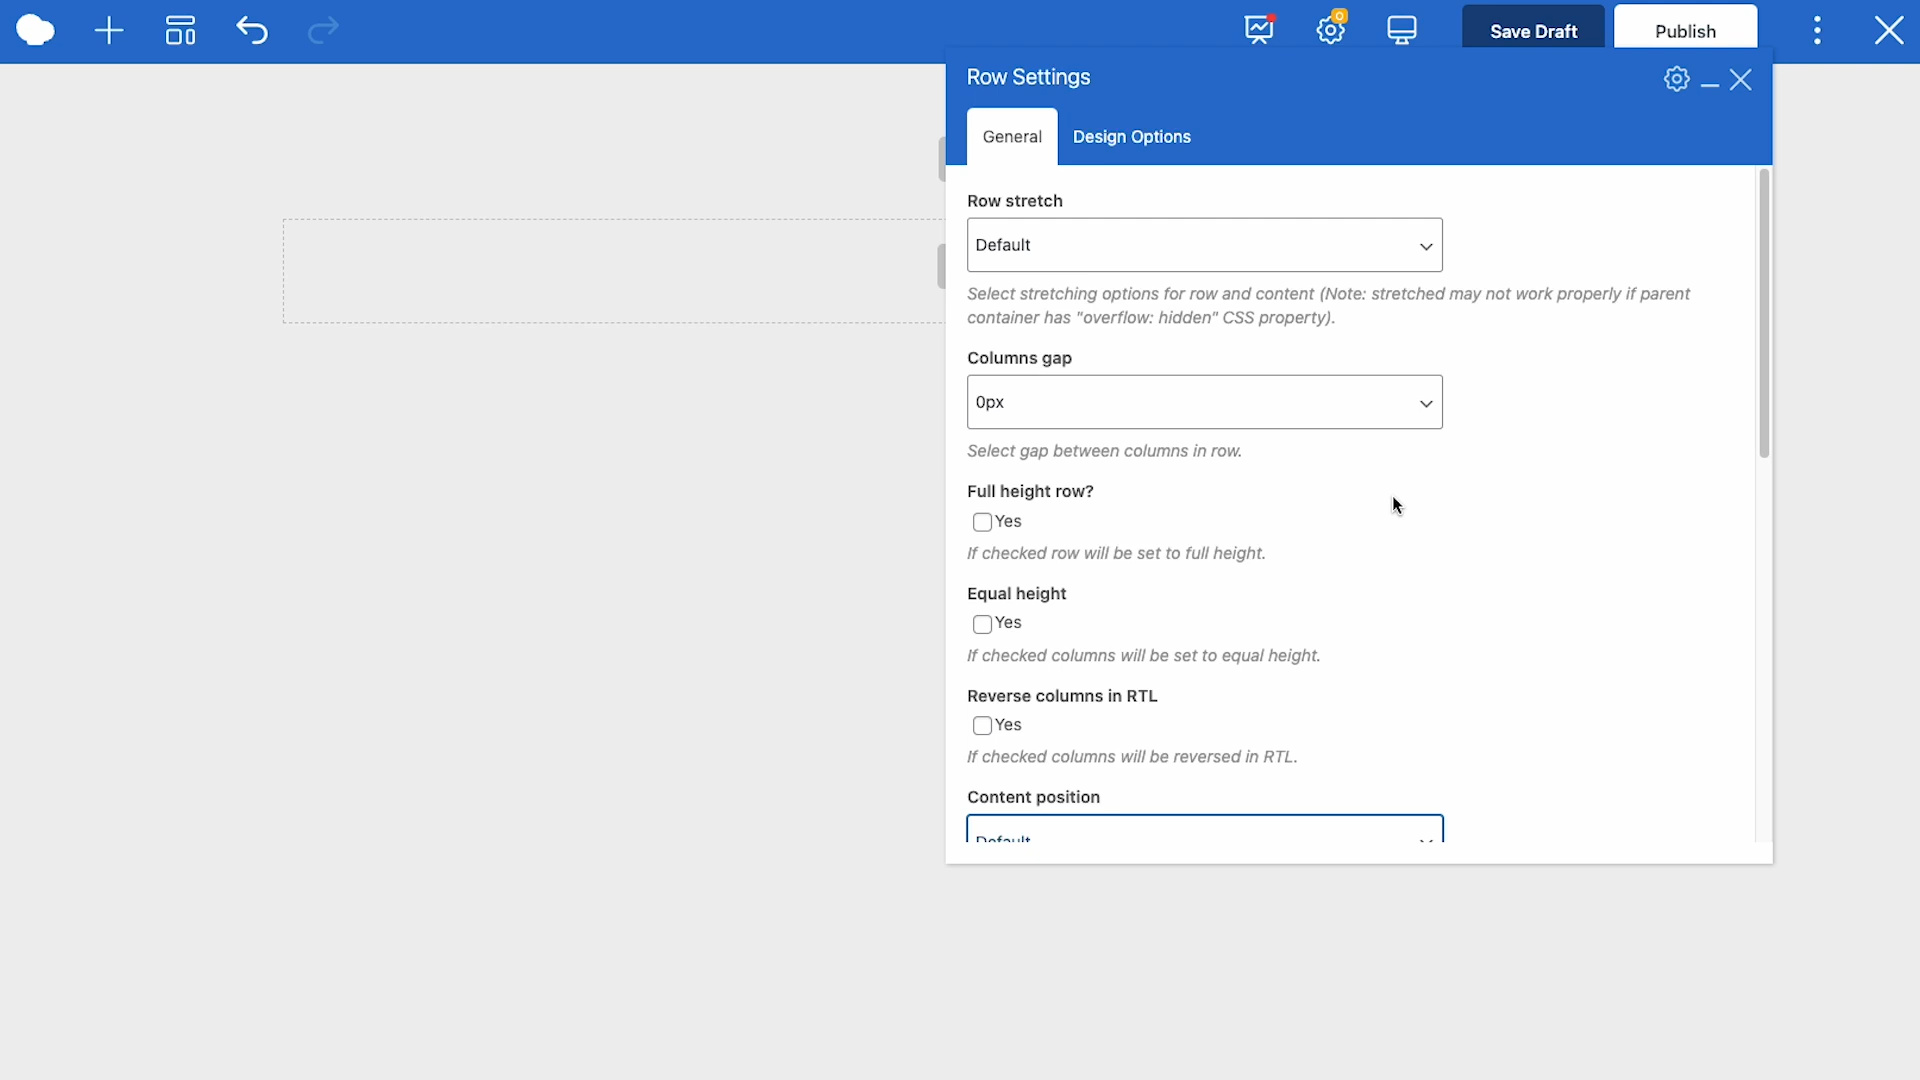 0
Save Draft
Publish
Row Settings
General
Design Options
Row stretch
Default
Select stretching options for row and content (Note: stretched may not work properly if parent
container has "overflow: hidden" CSS property).
Columns gap
0px
Select gap between columns in row.
Full height row?
Yes
If checked row will be set to full height.
Equal height
Yes
If checked columns will be set to equal height.
Reverse columns in RTL
Yes
If checked columns will be reversed in RTL.
Content position
Default